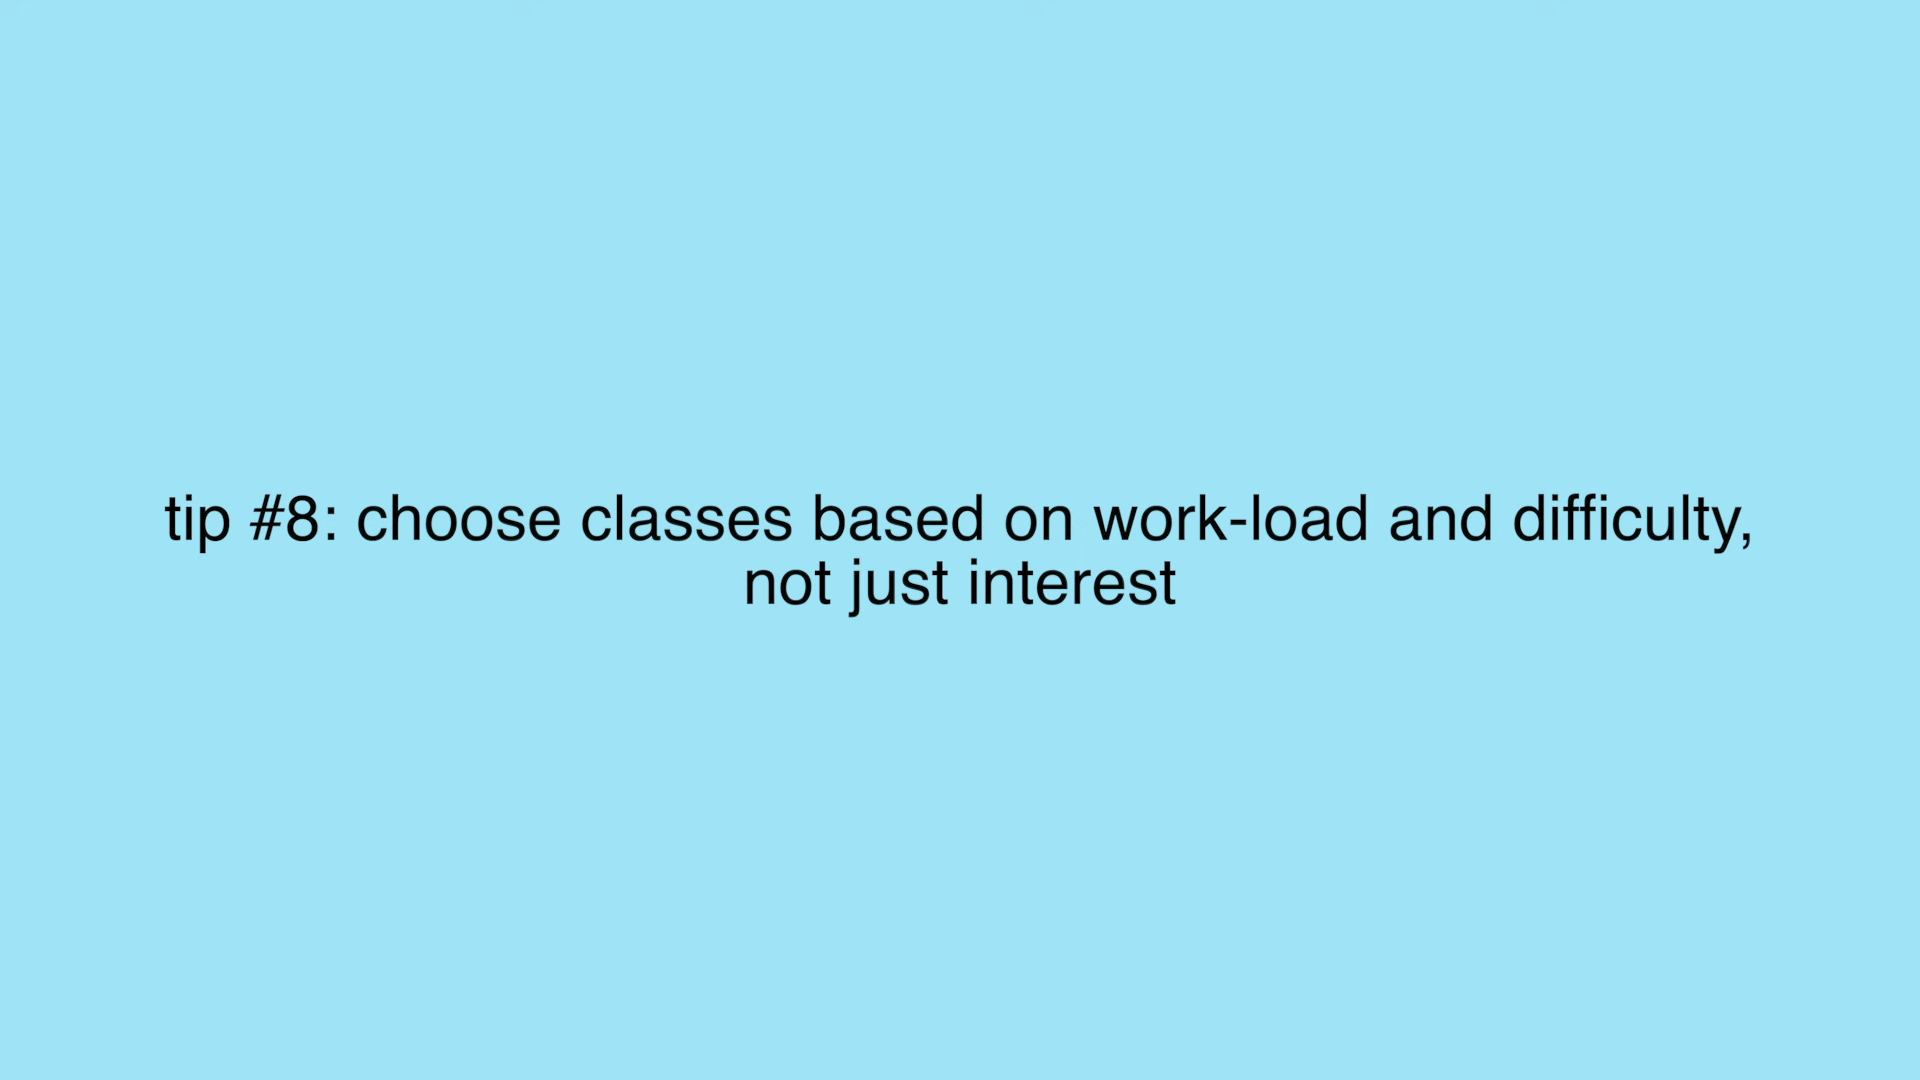 tip #8: choose classes based on work-load and difficulty,
not just interest